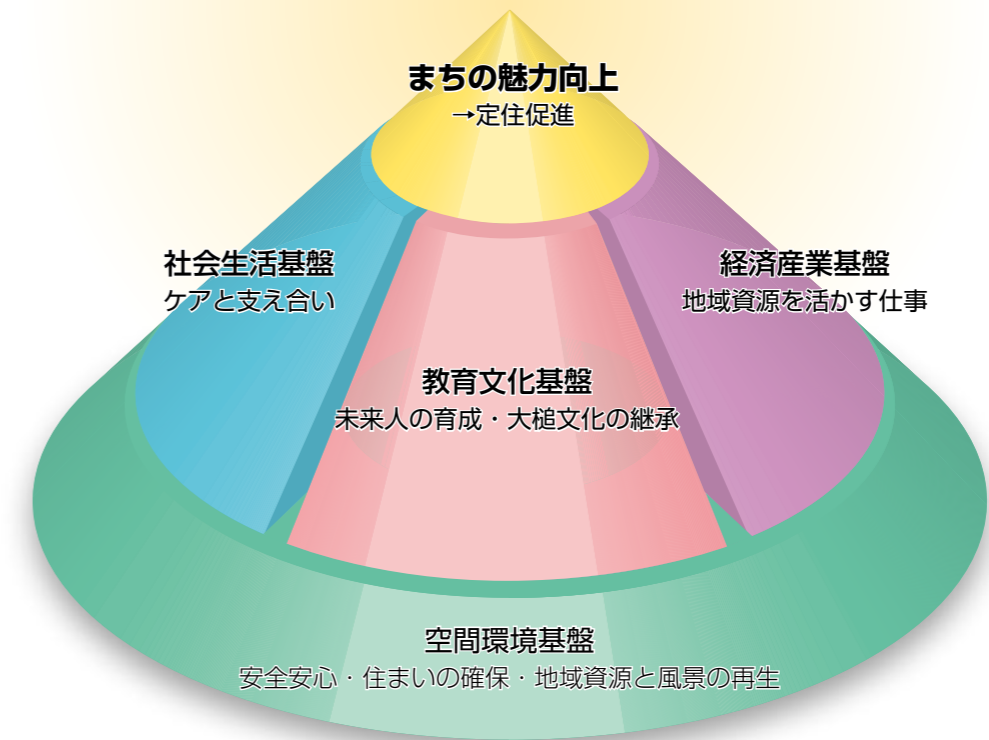 まちの魅力向上
→定住促進
社会生活基盤
ケアと支え合い
経済産業基盤
地域資源を活かす仕事
教育文化基盤
未来人の育成・大槌文化の継承
空間環境基盤
安全安心・住まいの確保・地域資源と風景の再生